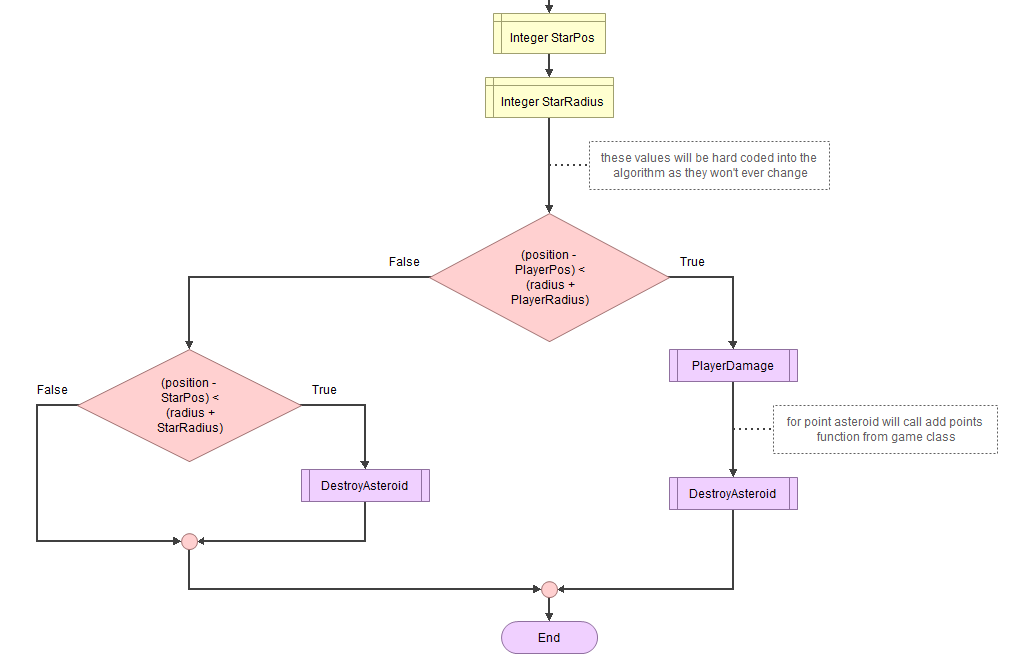 Integer StarPos
Integer StarRadius
these values will be hard coded into the
algorithm as they won't ever change
(position -
PlayerPos) <
(radius +
PlayerRadius)
False
True
PlayerDamage
(position -
StarPos) <
(radius +
StarRadius)
False
True
for point asteroid will call add points
function from game class
DestroyAsteroid
DestroyAsteroid
End